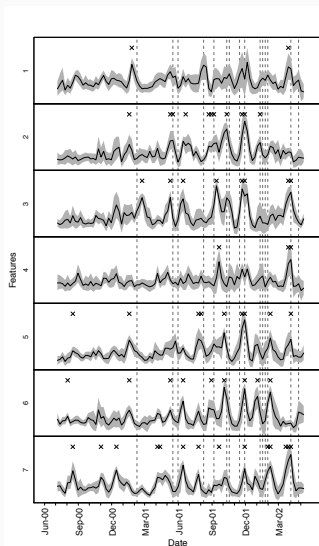 Features
1
2
3
4
5
6
7
Jun-00
Sep-00
Dec-00
Mar-01
Jun-01
Sep-01
Dec-01
Mar-02
Date